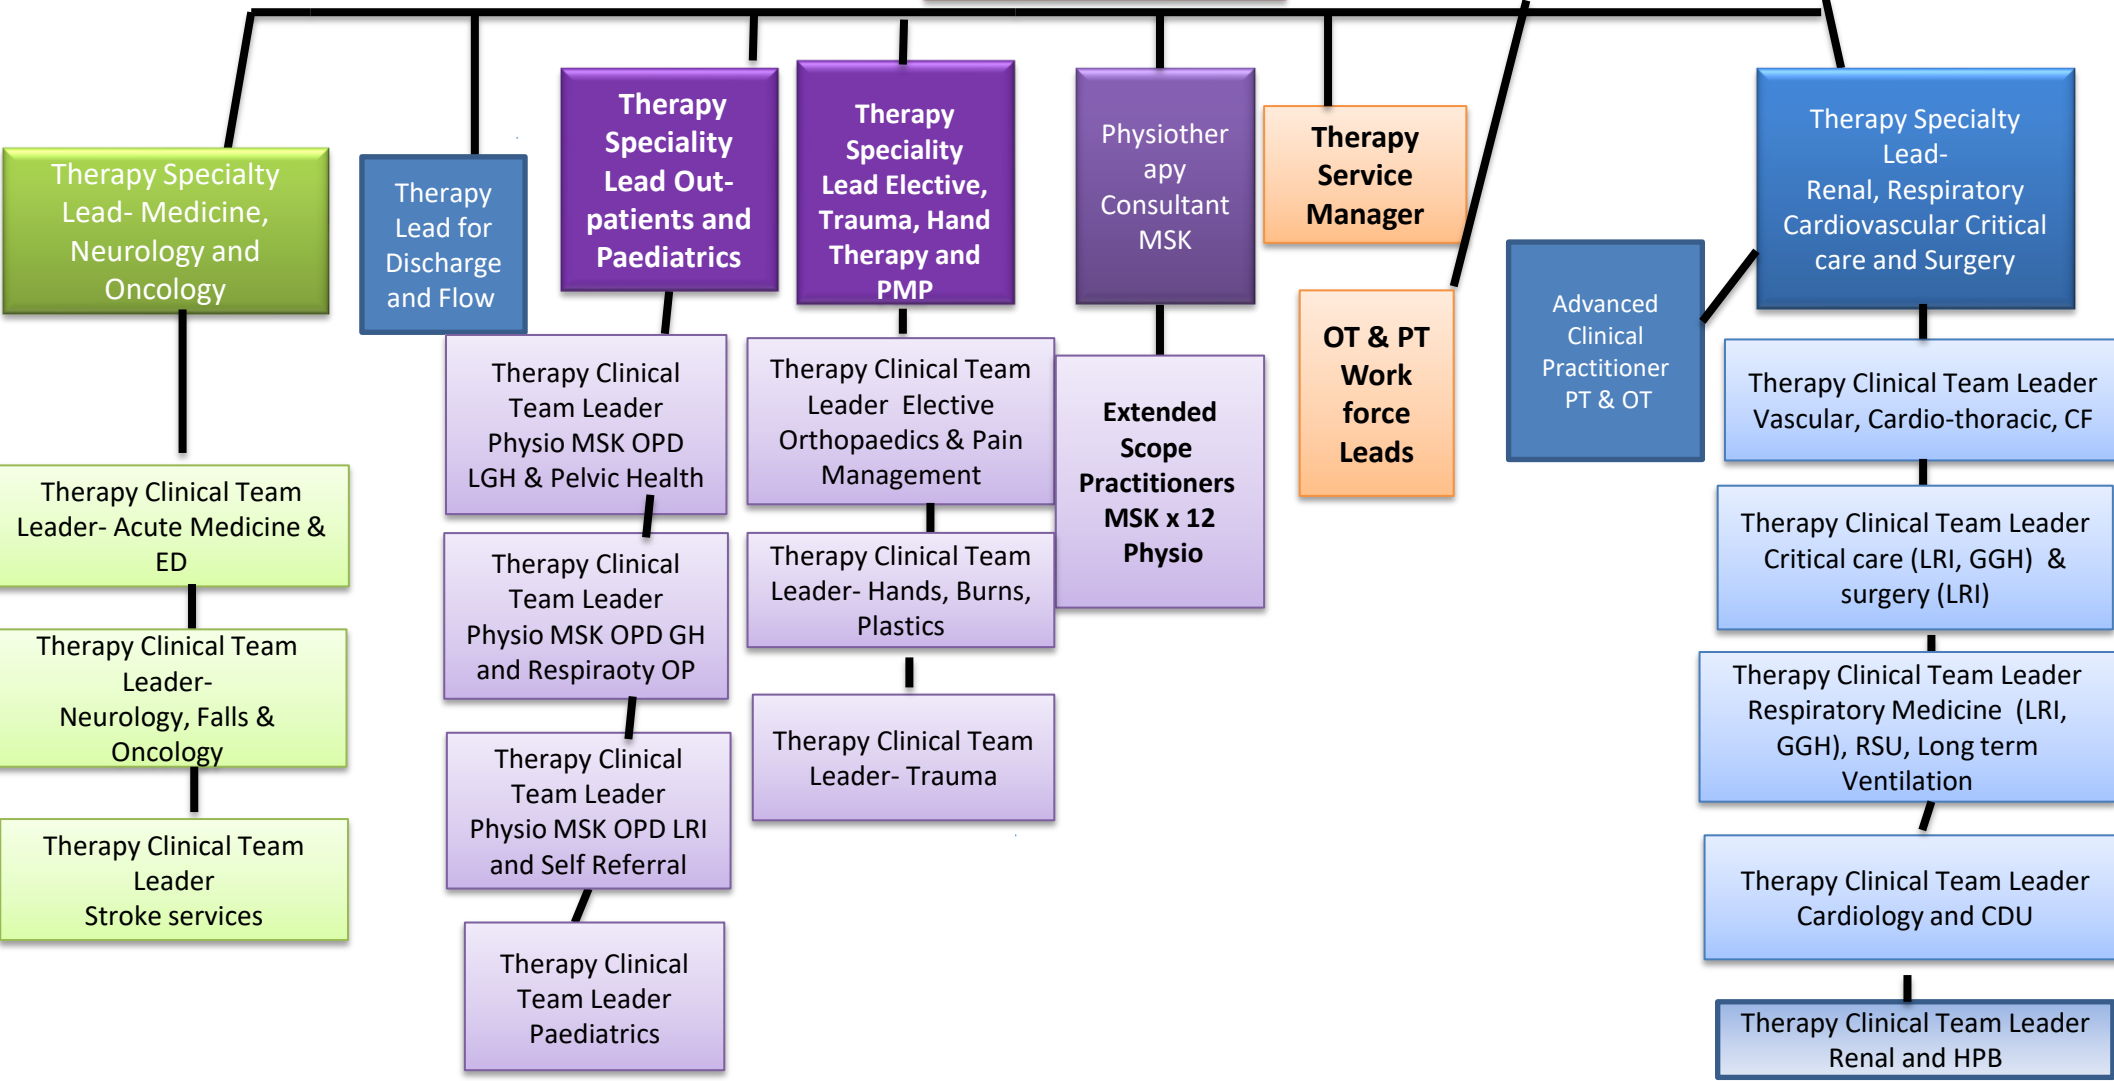 Therapy Specialty
Lead- Medicine,
Neurology and
Oncology
Therapy Clinical Team
Leader- Acute Medicine &
ED
Therapy Clinical Team
Leader-
Neurology, Falls &
Oncology
Therapy Clinical Team
Leader
Stroke services
Therapy
Lead for
Discharge
and Flow
Therapy
Speciality
Lead Out-
patients and
Paediatrics
Therapy Clinical
Team Leader
Physio MSK OPD
LGH & Pelvic Health
Therapy Clinical
Team Leader
Physio MSK OPD GH
and Respiraoty OP
Therapy Clinical
Team Leader
Physio MSK OPD LRI
and Self Referral
Therapy Clinical
Team Leader
Paediatrics
Therapy
Speciality
Lead Elective,
Trauma, Hand
Therapy and
PMP
Therapy Clinical Team
Leader  Elective
Orthopaedics & Pain
Management
Therapy Clinical Team
Leader- Hands, Burns,
Plastics
Therapy Clinical Team
Leader- Trauma
Physiother
apy
Consultant
MSK
Extended
Scope
Practitioners
MSK x 12
Physio
Therapy
Service
Manager
OT & PT
Work
force
Leads
Advanced
Clinical
Practitioner
PT & OT
Therapy Specialty
Lead-
Renal, Respiratory
Cardiovascular Critical
care and Surgery
Therapy Clinical Team Leader
Vascular, Cardio-thoracic, CF
Therapy Clinical Team Leader
Critical care (LRI, GGH)  &
surgery (LRI)
Therapy Clinical Team Leader
Respiratory Medicine  (LRI,
GGH), RSU, Long term
Ventilation
Therapy Clinical Team Leader
Cardiology and CDU
Therapy Clinical Team Leader
Renal and HPB